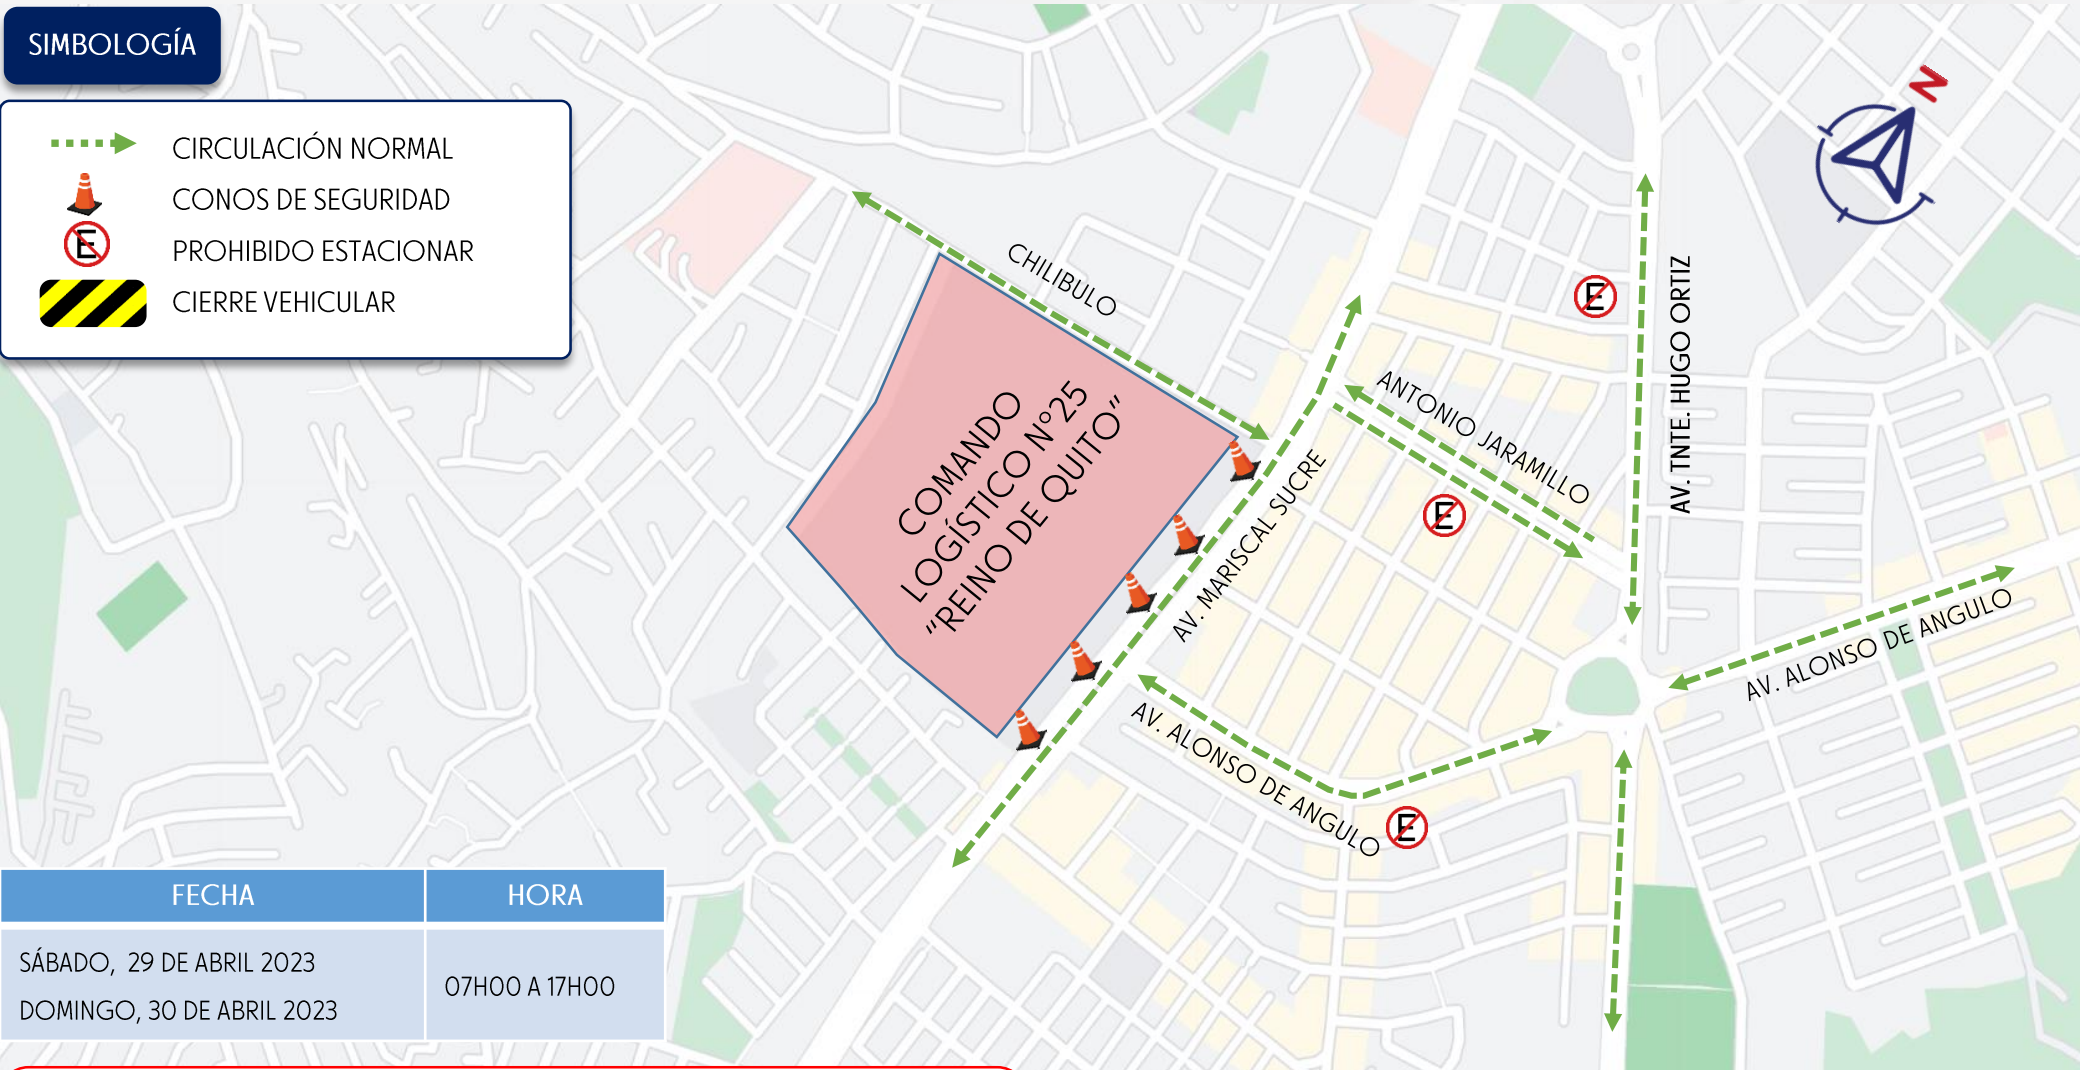 SIMBOLOGÍA
CIRCULACIÓN NORMAL
CONOS DE SEGURIDAD
E
PROHIBIDO ESTACIONAR
CIERRE VEHICULAR
N
CHILIBULO
COMANDO
LOGÍSTICO N°25
"REINO DE QUITO"
ANTONIO JARAMILLO
AV. TNTE. HUGO ORTIZ
E
E
AV. MARISCAL SUCRE
AV. ALONSO DE ANGULO
AV. ALONSO DE ANGULO
E
FECHA
HORA
SÁBADO, 29 DE ABRIL 2023
DOMINGO, 30 DE ABRIL 2023
07H00 A 17H00